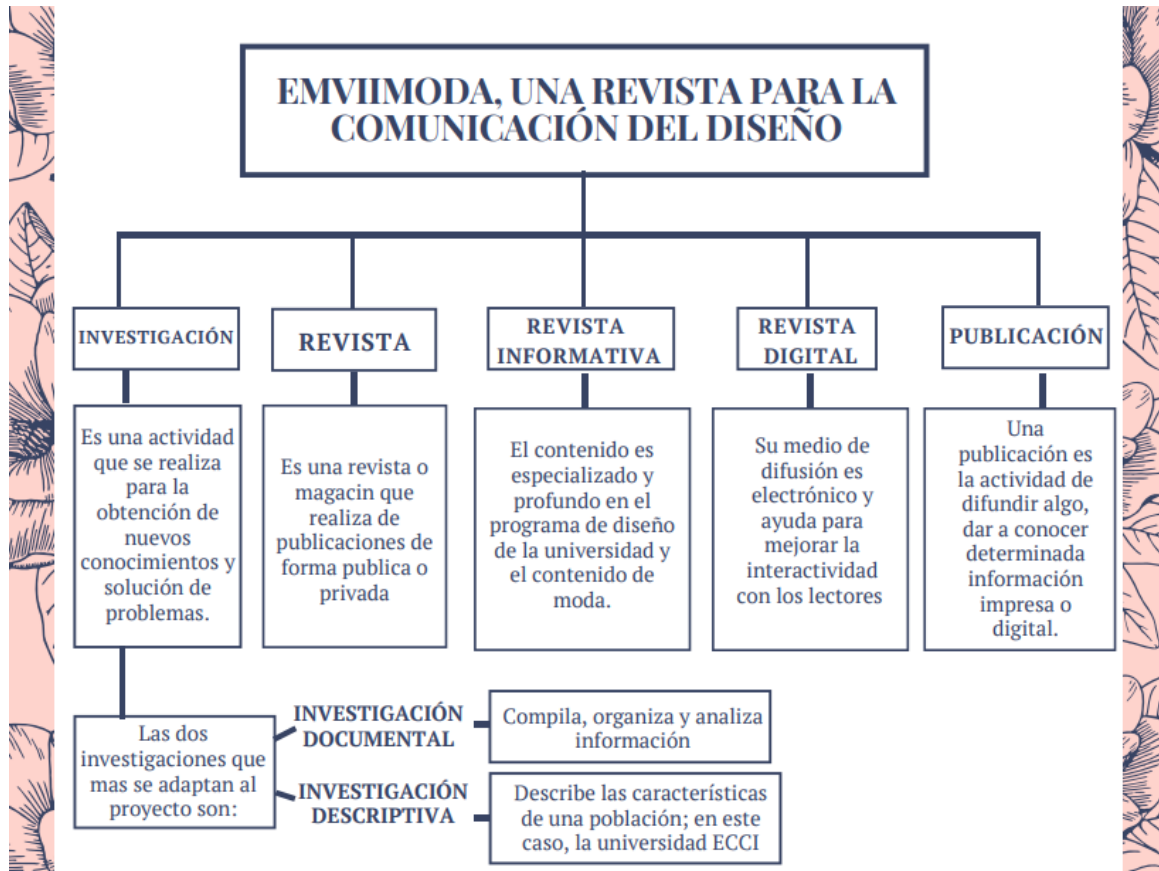 EMVIIMODA, UNA REVISTA PARA LA
COMUNICACIÓN DEL DISEÑO
INVESTIGACIÓN
Es una actividad
que se realiza
para la
obtención de
nuevos
conocimientos y
solución de
problemas.
REVISTA
Es una revista o
magacin que
realiza de
publicaciones de
forma publica o
privada
REVISTA
INFORMATIVA
El contenido es
especializado y
profundo en el
programa de diseño
de la universidad y
el contenido de
moda.
REVISTA
DIGITAL
Su medio de
difusión es
electrónico y
ayuda para
mejorar la
interactividad
con los lectores
PUBLICACIÓN
Una
publicación es
la actividad de
difundir algo,
dar a conocer
determinada
información
impresa o
digital.
Las dos
investigaciones que
mas se adaptan al
proyecto son:
INVESTIGACIÓN
DOCUMENTAL
Compila, organiza y analiza
información
INVESTIGACIÓN
DESCRIPTIVA
Describe las características
de una población; en este
caso, la universidad ECCI